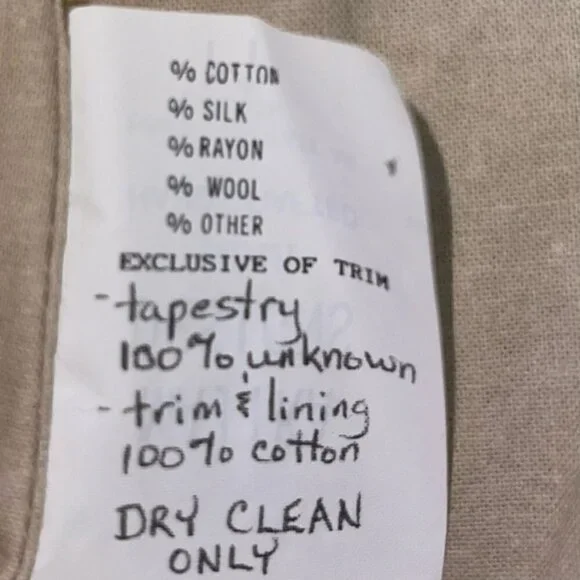 % COTTON
% SILK
% RAYON
% WOOL
% OTHER
EXCLUSIVE OF TRIM
- tapestry
100% unknown
- trim & lining
100% cotton
DRY CLEAN
ONLY